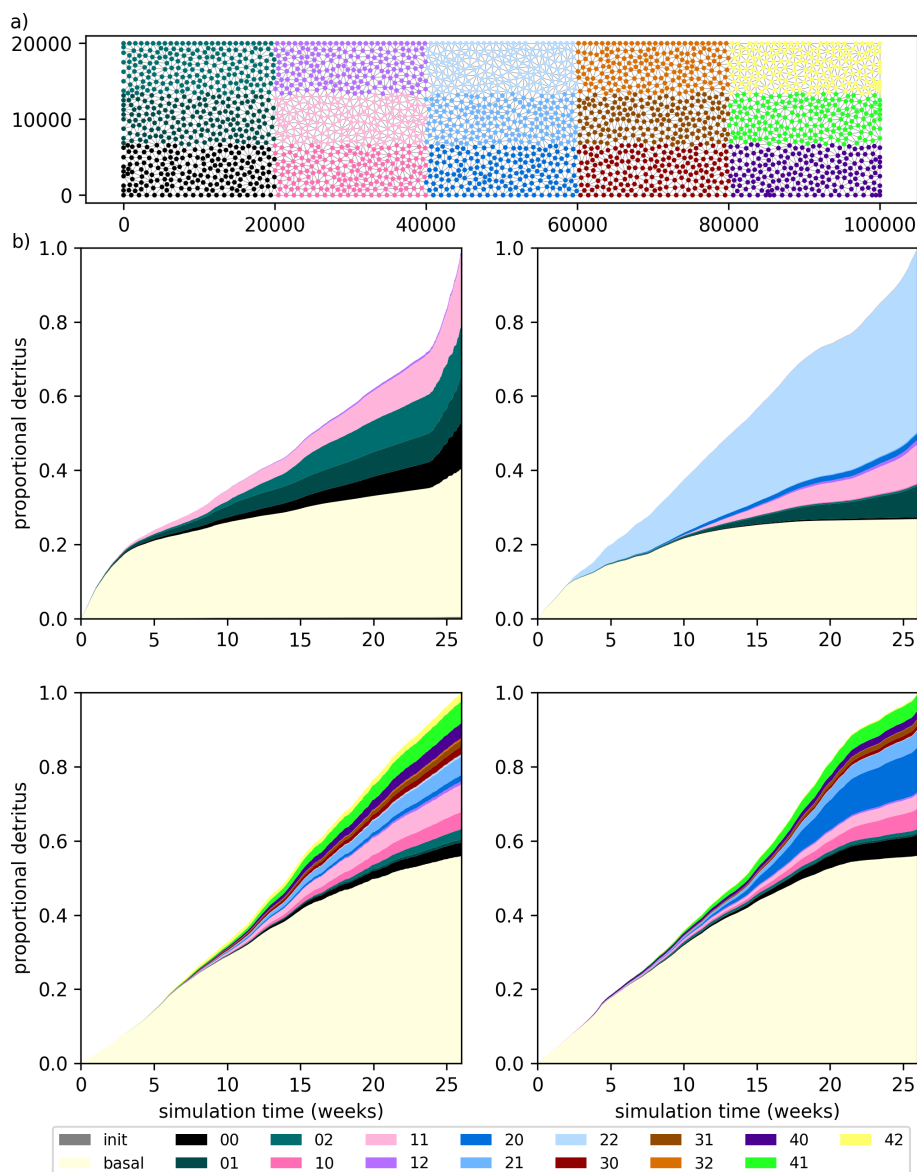 a)
20000
10000
0
0 20000 40000 60000 80000 100000
b)
1.0
0.8
0.6
0.4
0.2
0.0
proportional detritus
0 5 10 15 20 25
1.0
0.8
0.6
0.4
0.2
0.0
0 5 10 15 20 25
1.0
0.8
0.6
0.4
0.2
0.0
proportional detritus
0 5 10 15 20 25
simulation time (weeks)
1.0
0.8
0.6
0.4
0.2
0.0
0 5 10 15 20 25
simulation time (weeks)
init 00 02 11 20 22 31 40 42
basal 01 10 12 21 30 32 41